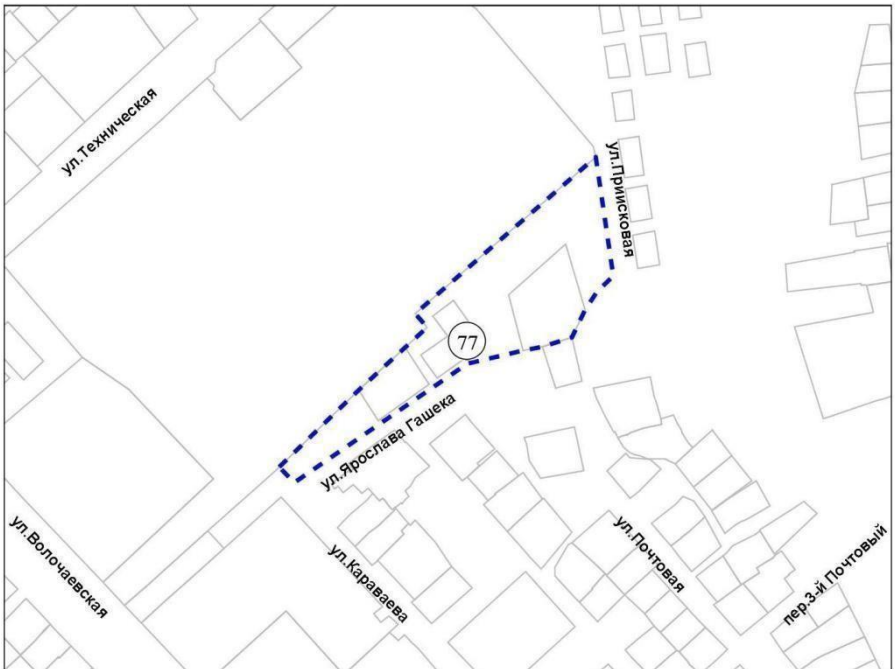 ул.Техническая
ул.Приисковая
77
ул.Ярослава Гашека
ул.Волочаевская
ул.Караваева
ул.Почтовая
пер.3-й Почтовый